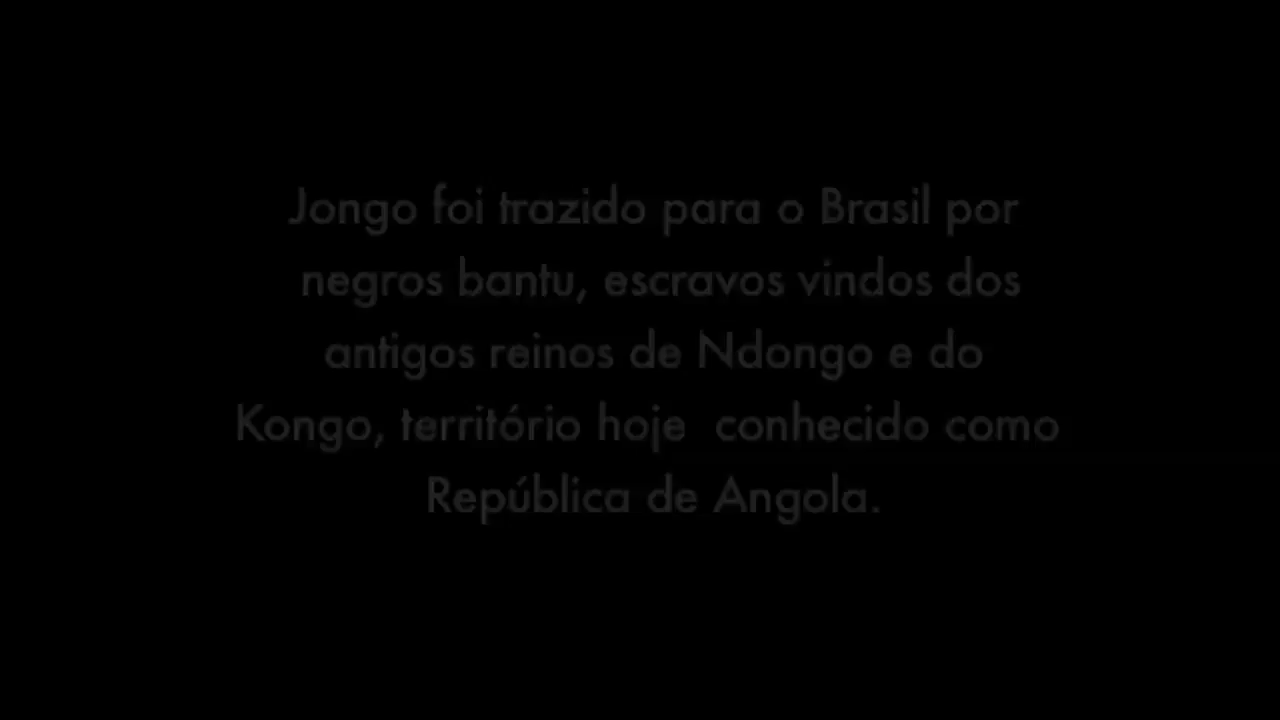 Jongo foi trazido para o Brasil por
negros bantu, escravos vindos dos
antigos reinos de Ndongo e do
Kongo, território hoje  conhecido como
República de Angola.